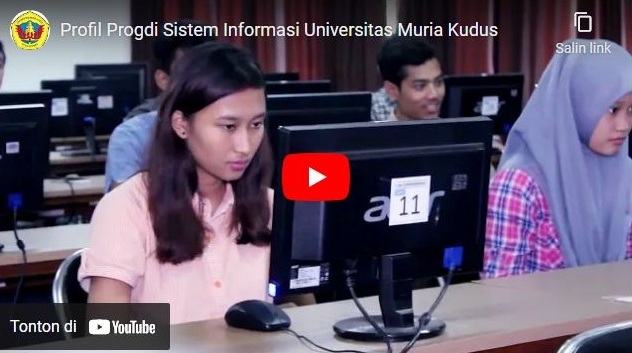 Profil Progdi Sistem Informasi Universitas Muria Kudus
Salin link
acer
11
Tonton di YouTube